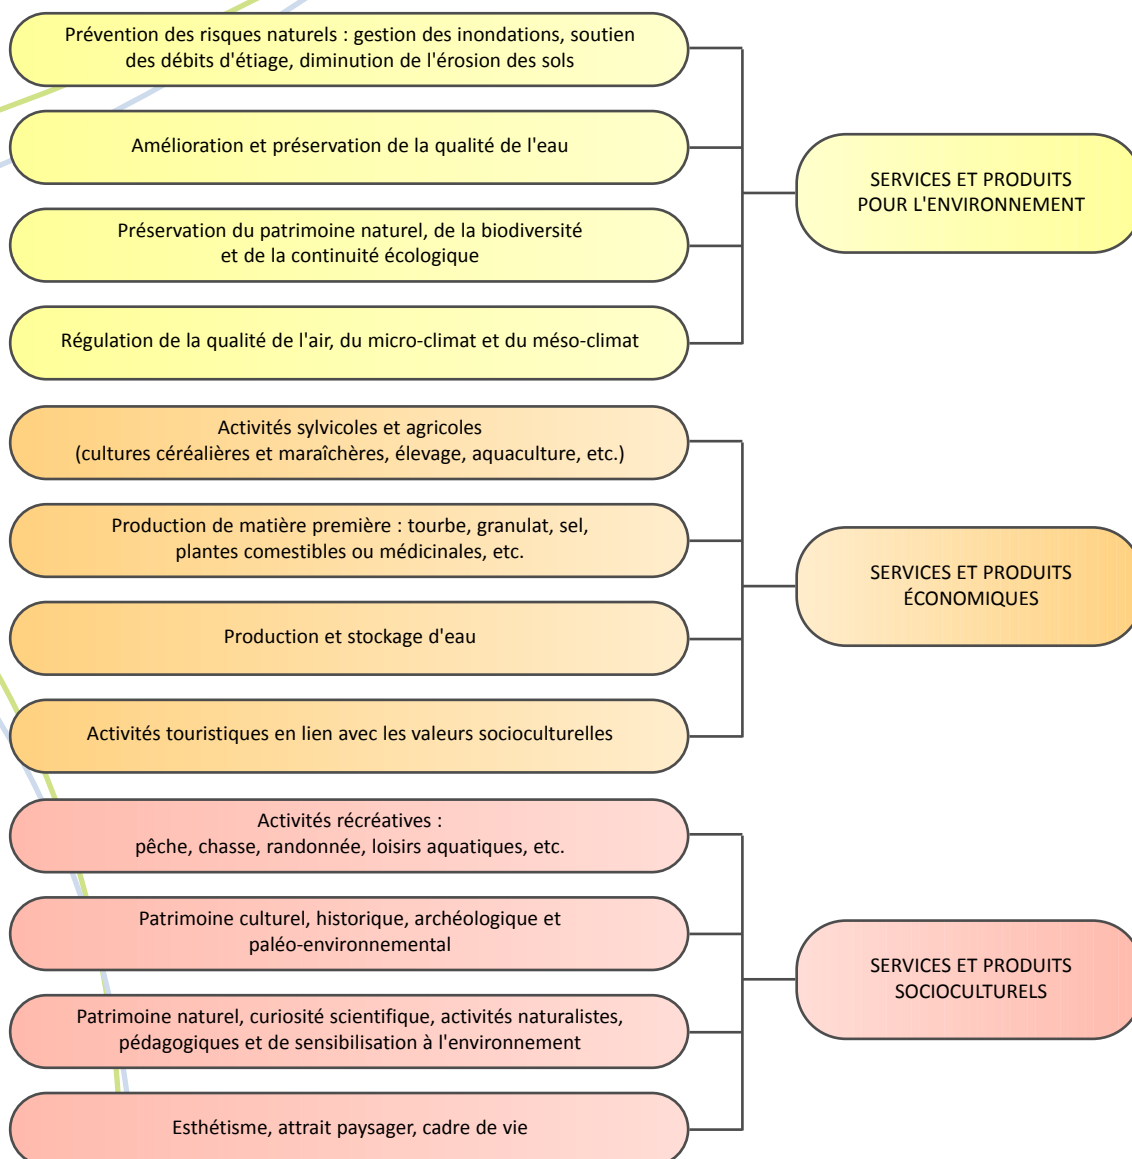 Prévention des risques naturels : gestion des inondations, soutien
des débits d'étiage, diminution de l'érosion des sols
Amélioration et préservation de la qualité de l'eau
Préservation du patrimoine naturel, de la biodiversité
et de la continuité écologique
Régulation de la qualité de l'air, du micro-climat et du méso-climat
SERVICES ET PRODUITS
POUR L'ENVIRONNEMENT
Activités sylvicoles et agricoles
(cultures céréalières et maraîchères, élevage, aquaculture, etc.)
Production de matière première : tourbe, granulat, sel,
plantes comestibles ou médicinales, etc.
Production et stockage d'eau
Activités touristiques en lien avec les valeurs socioculturelles
SERVICES ET PRODUITS
ÉCONOMIQUES
Activités récréatives :
pêche, chasse, randonnée, loisirs aquatiques, etc.
Patrimoine culturel, historique, archéologique et
paléo-environnemental
Patrimoine naturel, curiosité scientifique, activités naturalistes,
pédagogiques et de sensibilisation à l'environnement
Esthétisme, attrait paysager, cadre de vie
SERVICES ET PRODUITS
SOCIOCULTURELS